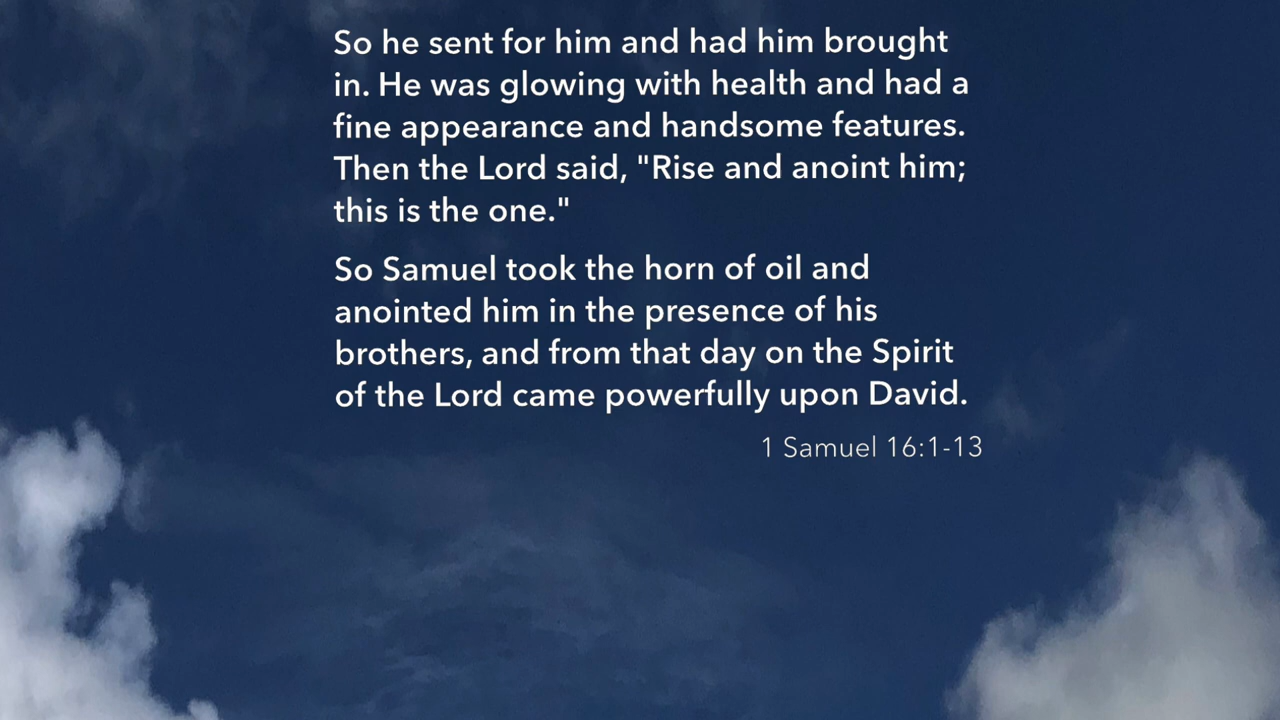 So he sent for him and had him brought
in. He was glowing with health and had a
fine appearance and handsome features.
Then the Lord said, "Rise and anoint him;
this is the one."
So Samuel took the horn of oil and
anointed him in the presence of his
brothers, and from that day on the Spirit
of the Lord came powerfully upon David.
1 Samuel 16:1-13